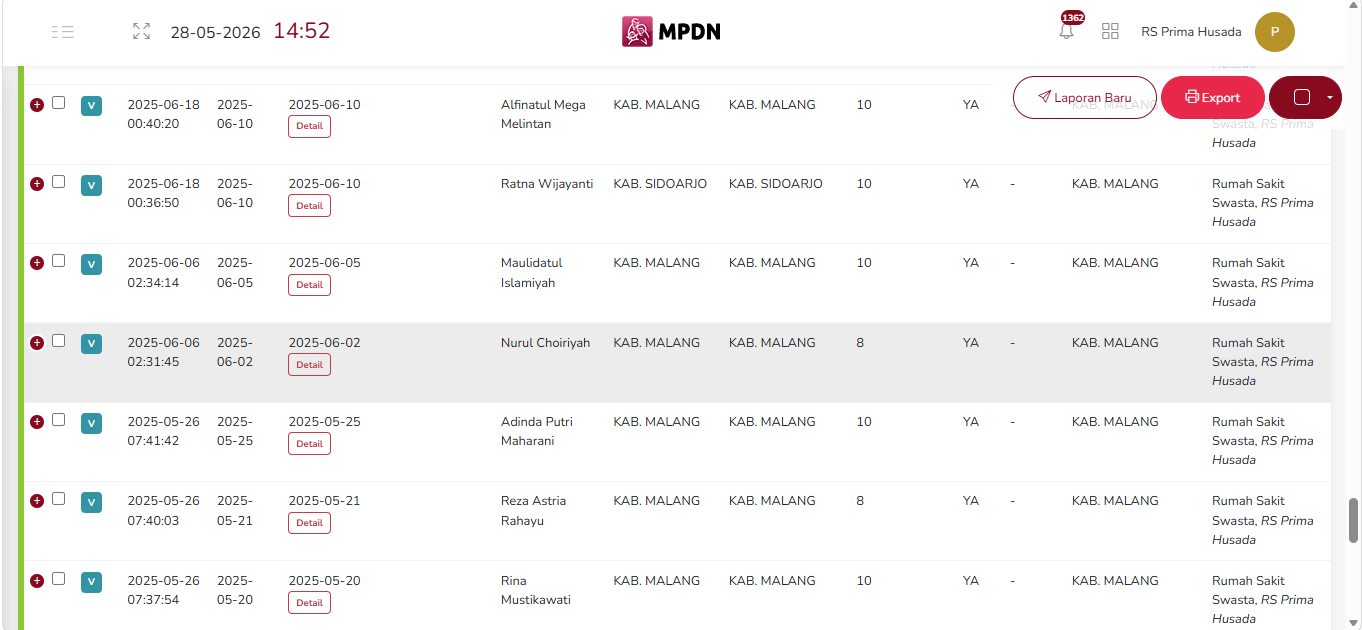 28-05-2026 14:52
MPDN
1362
RS Prima Husada
P
Laporan Baru
Export
V 2025-06-18 2025- 2025-06-10 Alfinatul Mega KAB. MALANG KAB. MALANG 10 YA - KAB. MALANG
00:40:20 06-10 Detail Melintan Swasta, RS Prima
Husada
V 2025-06-18 2025- 2025-06-10 Ratna Wijayanti KAB. SIDOARJO KAB. SIDOARJO 10 YA - KAB. MALANG Rumah Sakit
00:36:50 06-10 Detail Swasta, RS Prima
Husada
V 2025-06-06 2025- 2025-06-05 Maulidatul KAB. MALANG KAB. MALANG 10 YA - KAB. MALANG Rumah Sakit
02:34:14 06-05 Detail Islamiyah Swasta, RS Prima
Husada
V 2025-06-06 2025- 2025-06-02 Nurul Choiriyah KAB. MALANG KAB. MALANG 8 YA - KAB. MALANG Rumah Sakit
02:31:45 06-02 Detail Swasta, RS Prima
Husada
V 2025-05-26 2025- 2025-05-25 Adinda Putri KAB. MALANG KAB. MALANG 10 YA - KAB. MALANG Rumah Sakit
07:41:42 05-25 Detail Maharani Swasta, RS Prima
Husada
V 2025-05-26 2025- 2025-05-21 Reza Astria KAB. MALANG KAB. MALANG 8 YA - KAB. MALANG Rumah Sakit
07:40:03 05-21 Detail Rahayu Swasta, RS Prima
Husada
V 2025-05-26 2025- 2025-05-20 Rina KAB. MALANG KAB. MALANG 10 YA - KAB. MALANG Rumah Sakit
07:37:54 05-20 Detail Mustikawati Swasta, RS Prima
Husada